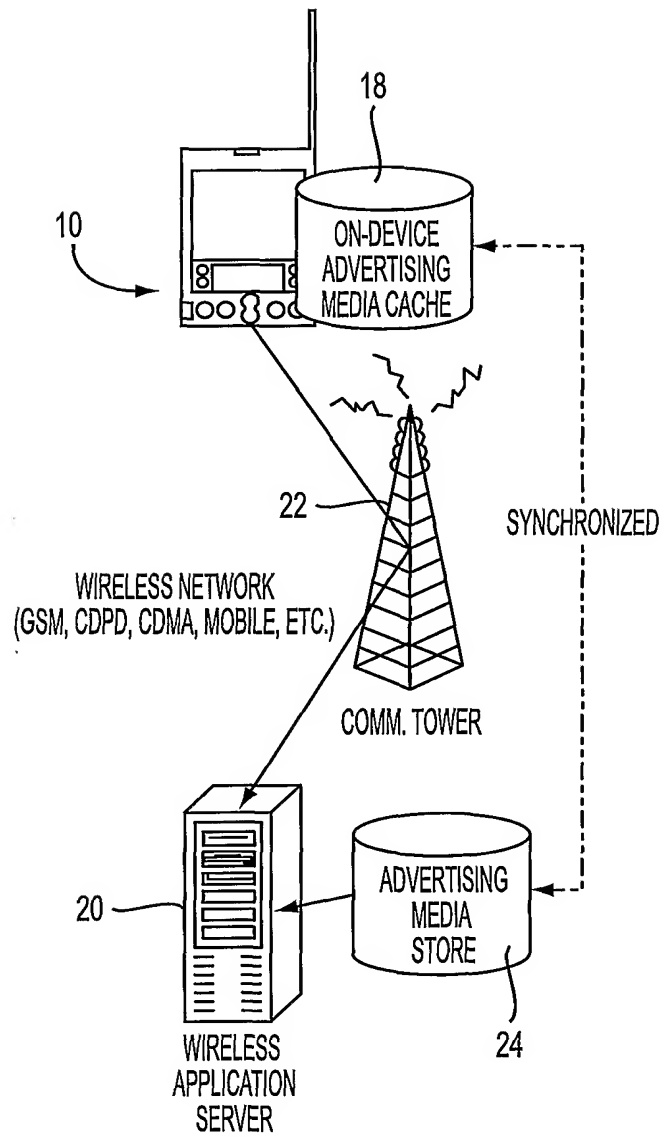 18
10
ON-DEVICE
ADVERTISING
MEDIA CACHE
22
SYNCHRONIZED
WIRELESS NETWORK
(GSM, CDPD, CDMA, MOBILE, ETC.)
COMM. TOWER
20
ADVERTISING
MEDIA
STORE
24
WIRELESS
APPLICATION
SERVER